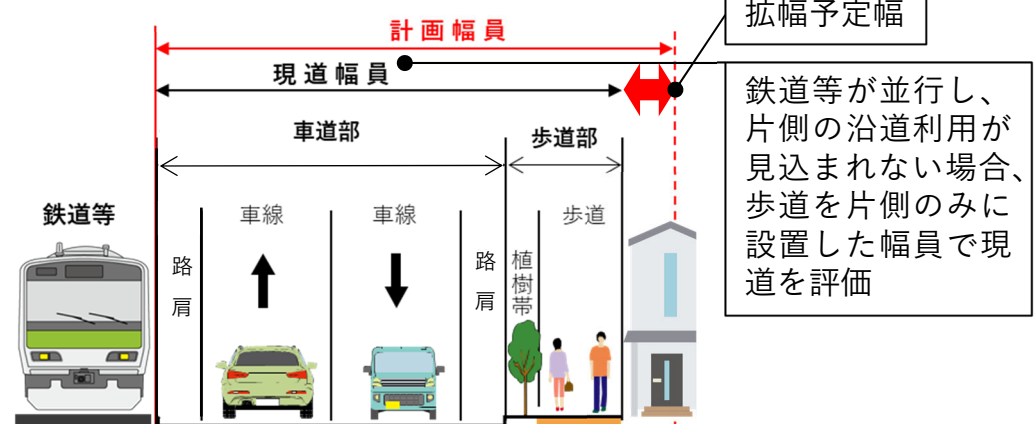 拡幅予定幅
計画幅員
現道幅員
鉄道等が並行し、
片側の沿道利用が
見込まれない場合、
歩道を片側のみに
設置した幅員で現
道を評価
車道部
歩道部
鉄道等
車線
車線
歩道
路肩
路肩
植樹帯